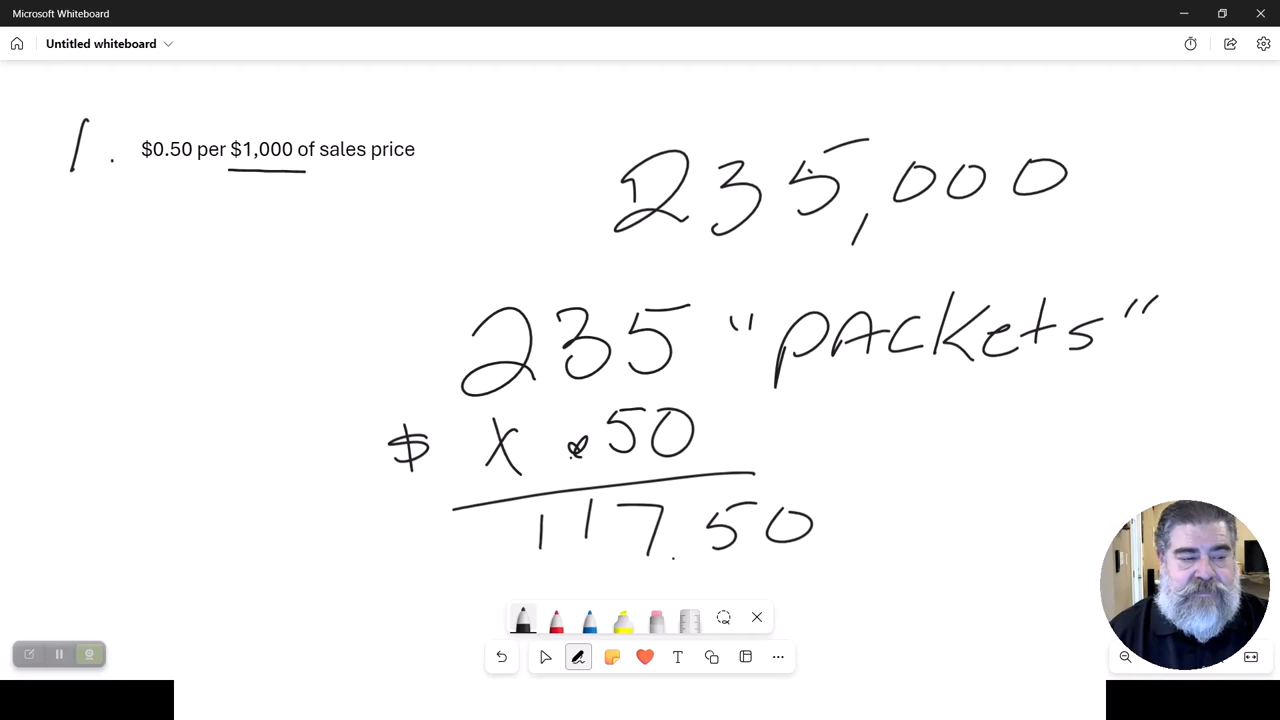 Microsoft Whiteboard
Untitled whiteboard
1. $0.50 per $1,000 of sales price
235,000
235 "PACKets"
$ X .50
117.50